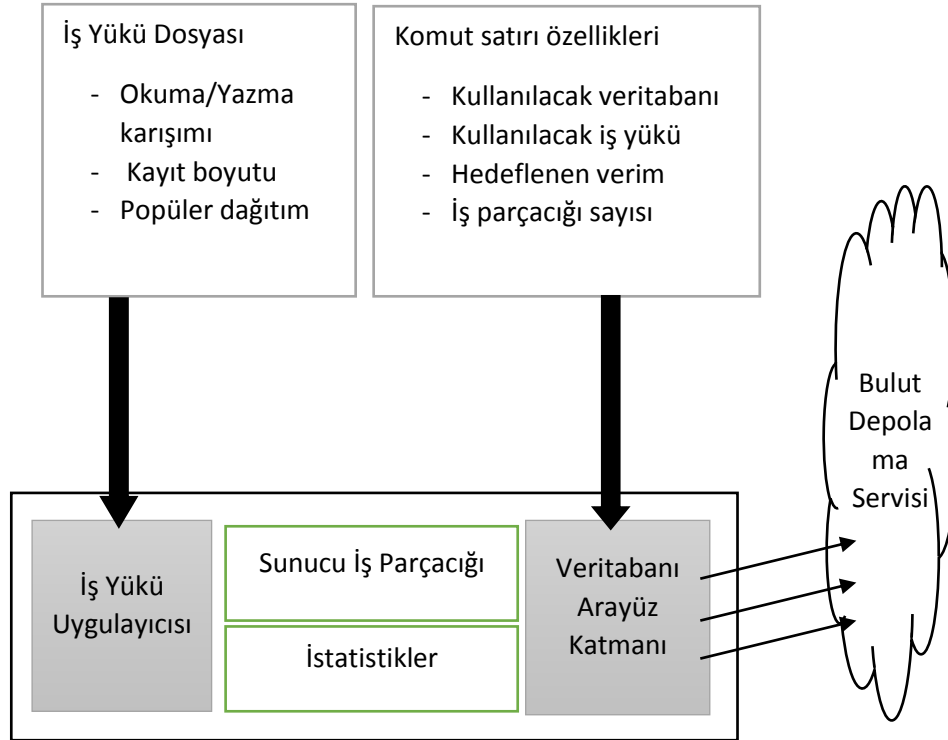 İş Yükü Dosyası
- Okuma/Yazma
karışımı
- Kayıt boyutu
- Popüler dağıtım
Komut satırı özellikleri
- Kullanılacak veritabanı
- Kullanılacak iş yükü
- Hedeflenen verim
- İş parçacığı sayısı
Bulut
Depola
ma
Servisi
İş Yükü
Uygulayıcısı
Sunucu İş Parçacığı
İstatistikler
Veritabanı
Arayüz
Katmanı